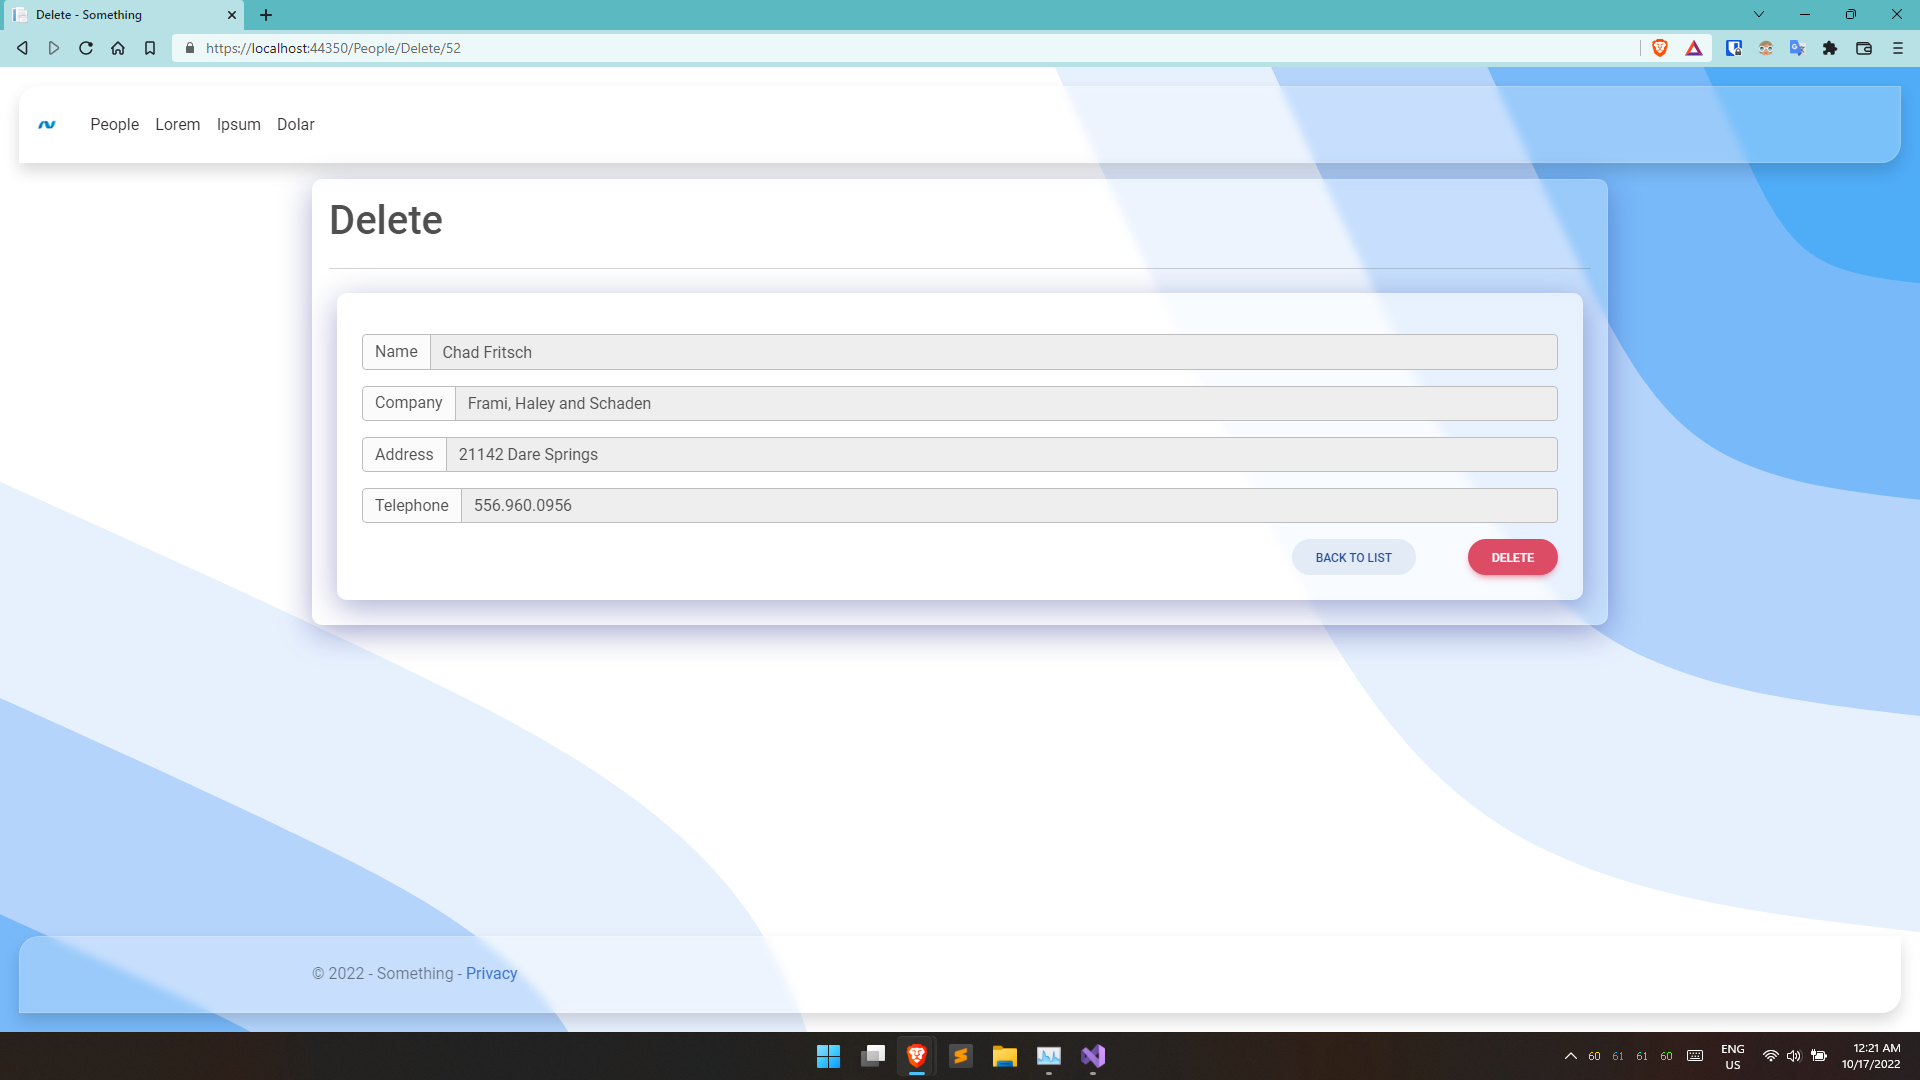 Delete - Something
https://localhost:44350/People/Delete/52
People Lorem Ipsum Dolar
Delete
Name Chad Fritsch
Company Frami, Haley and Schaden
Address 21142 Dare Springs
Telephone 556.960.0956
BACK TO LIST DELETE
© 2022 - Something - Privacy
60 61 61 60 ENG US 12:21 AM 10/17/2022